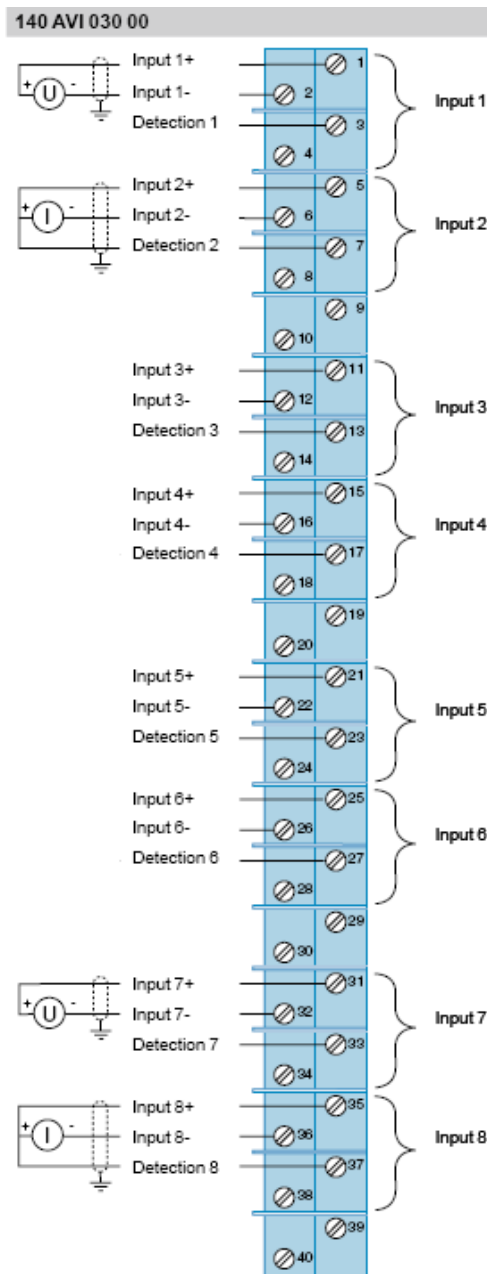 140 AVI 030 00
Input 1+ 1
+ U - Input 1- 2 Input 1
Detection 1 3
4
Input 2+ 5
+ I - Input 2- 6 Input 2
Detection 2 7
8
9
10
Input 3+ 11
Input 3- 12 Input 3
Detection 3 13
14
Input 4+ 15
Input 4- 16 Input 4
Detection 4 17
18
19
20
Input 5+ 21
Input 5- 22 Input 5
Detection 5 23
24
Input 6+ 25
Input 6- 26 Input 6
Detection 6 27
28
29
30
Input 7+ 31
+ U - Input 7- 32 Input 7
Detection 7 33
34
Input 8+ 35
+ I - Input 8- 36 Input 8
Detection 8 37
38
39
40